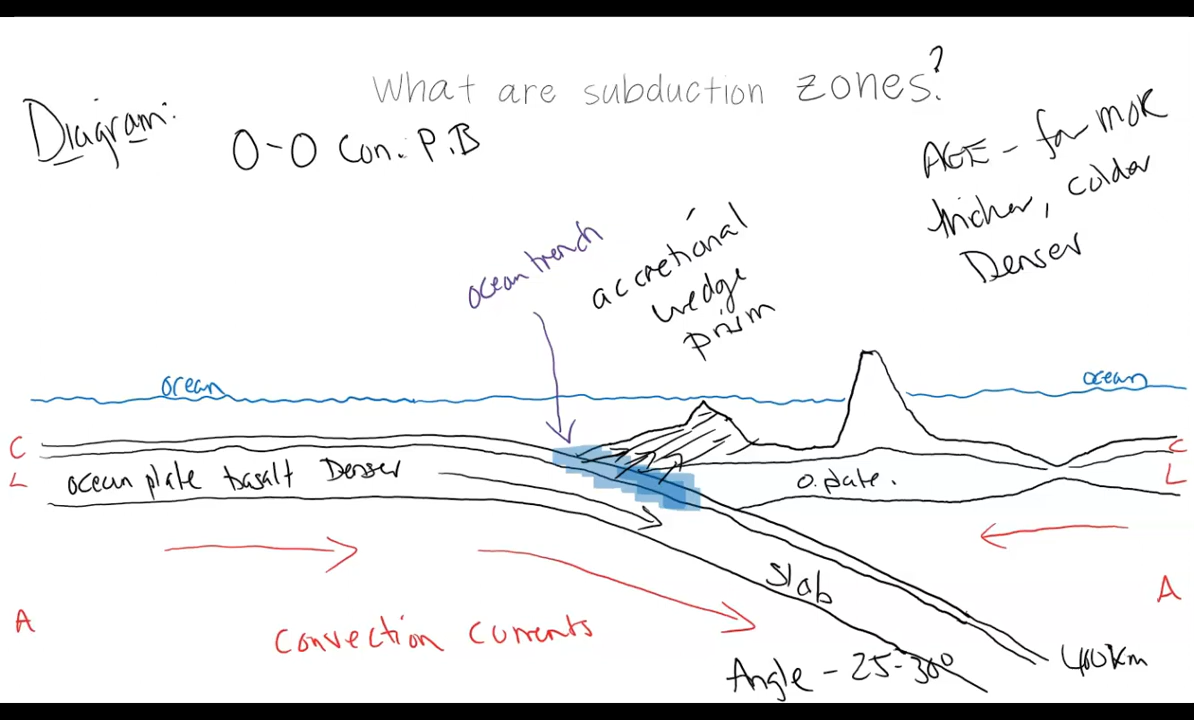 What are subduction zones?
Diagram:
O-O Con. P.B
AGE - far MOR
thicker, colder
Denser
ocean trench
accretional
wedge
prism
ocean
ocean
C
C
L
ocean plate basalt Denser
o. plate.
L
slab
A
A
Convection currents
Angle - 25-30°
400km